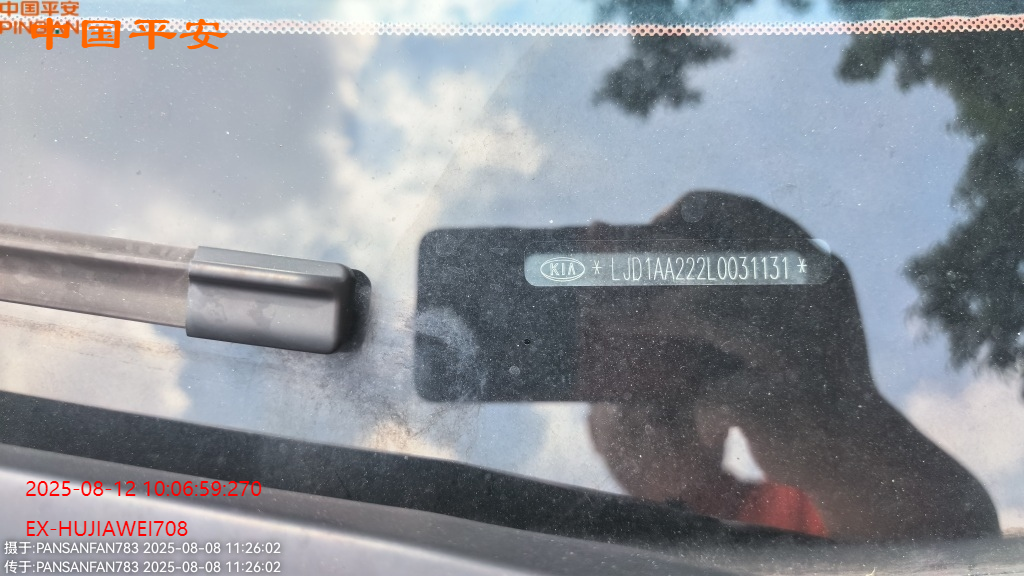 中国平安
PINGAN
中国平安
KIA *LJD1AA222L0031131*
2025-08-12 10:06:59:270
EX-HUJIAWEI708
摄于:PANSANFAN783 2025-08-08 11:26:02
传于:PANSANFAN783 2025-08-08 11:26:02